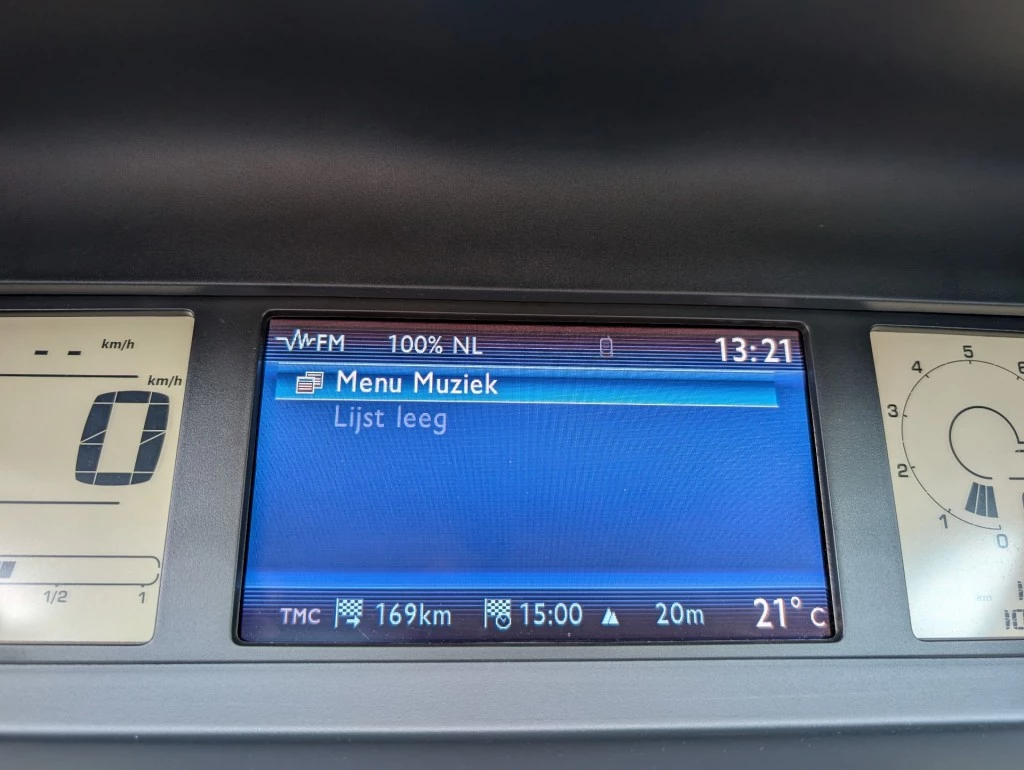 FM 100% NL 13:21
Menu Muziek
Lijst leeg
TMC 169km 15:00 20m 21° C
-- km/h
km/h
0
1/2 1
0 1 2 3 4 5 6